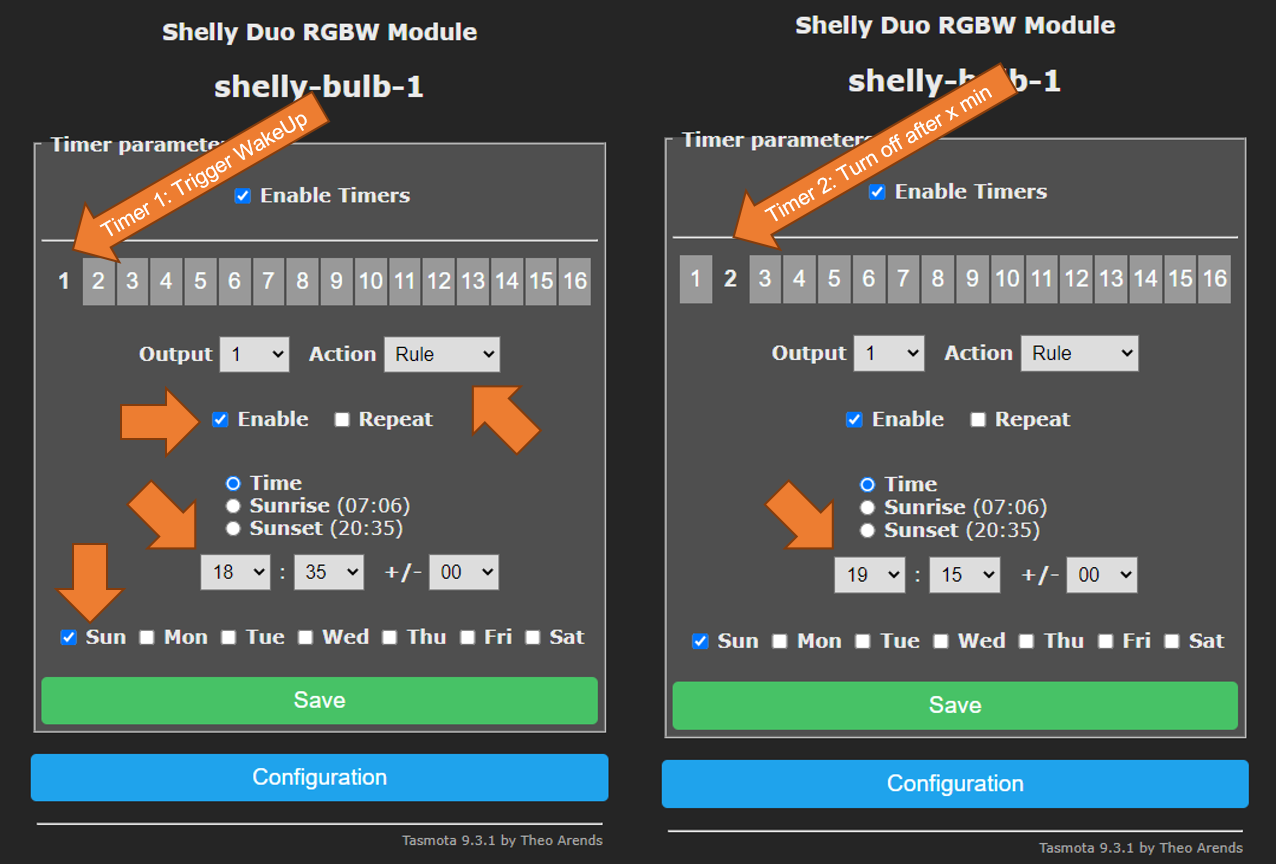 Shelly Duo RGBW Module
shelly-bulb-1
Timer parameter
Timer 1: Trigger WakeUp
Enable Timers
1 2 3 4 5 6 7 8 9 10 11 12 13 14 15 16
Output 1 Action Rule
Enable Repeat
Time
Sunrise (07:06)
Sunset (20:35)
18 : 35 +/- 00
Sun Mon Tue Wed Thu Fri Sat
Save
Configuration
Tasmota 9.3.1 by Theo Arends
Shelly Duo RGBW Module
shelly-b b-1
Timer parameters
Timer 2: Turn off after x min
Enable Timers
1 2 3 4 5 6 7 8 9 10 11 12 13 14 15 16
Output 1 Action Rule
Enable Repeat
Time
Sunrise (07:06)
Sunset (20:35)
19 : 15 +/- 00
Sun Mon Tue Wed Thu Fri Sat
Save
Configuration
Tasmota 9.3.1 by Theo Arends